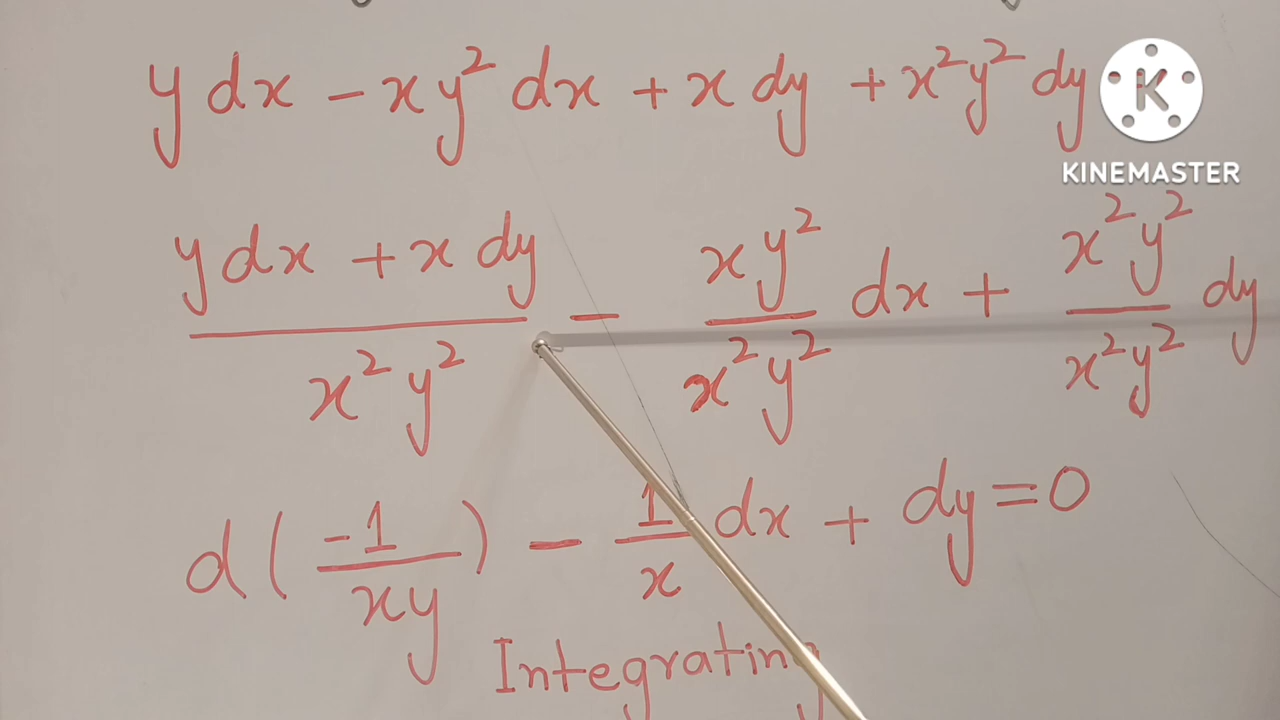 y dx - xy² dx + x dy + x²y² dy
K
KINEMASTER
(y dx + x dy)/(x²y²) - (xy²)/(x²y²) dx + (x²y²)/(x²y²) dy
d(-1/(xy)) - 1/x dx + dy = 0
Integrating